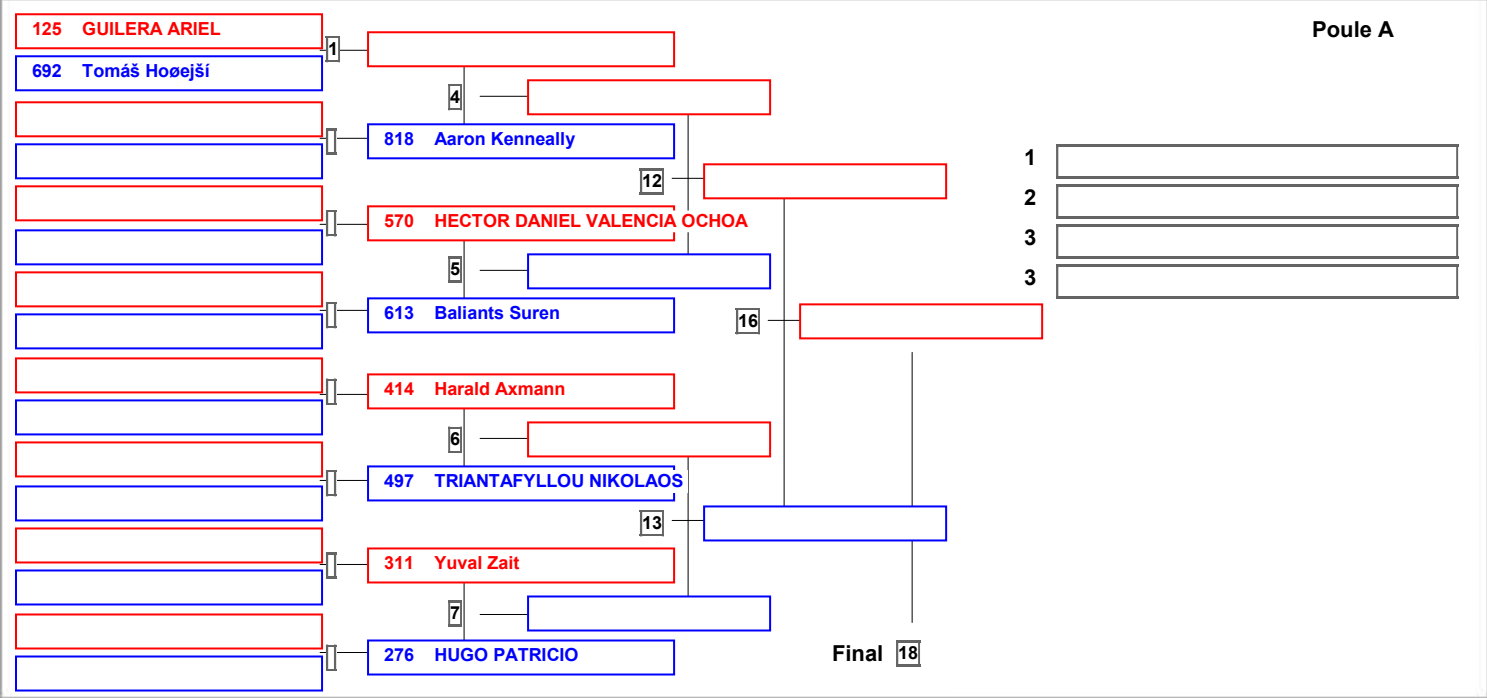 125 GUILERA ARIEL
Poule A
1
692 Tomáš Hoøejší
4
818 Aaron Kenneally
1
12
2
570 HECTOR DANIEL VALENCIA OCHOA
3
5
3
613 Baliants Suren
16
414 Harald Axmann
6
497 TRIANTAFYLLOU NIKOLAOS
13
311 Yuval Zait
7
276 HUGO PATRICIO
Final 18